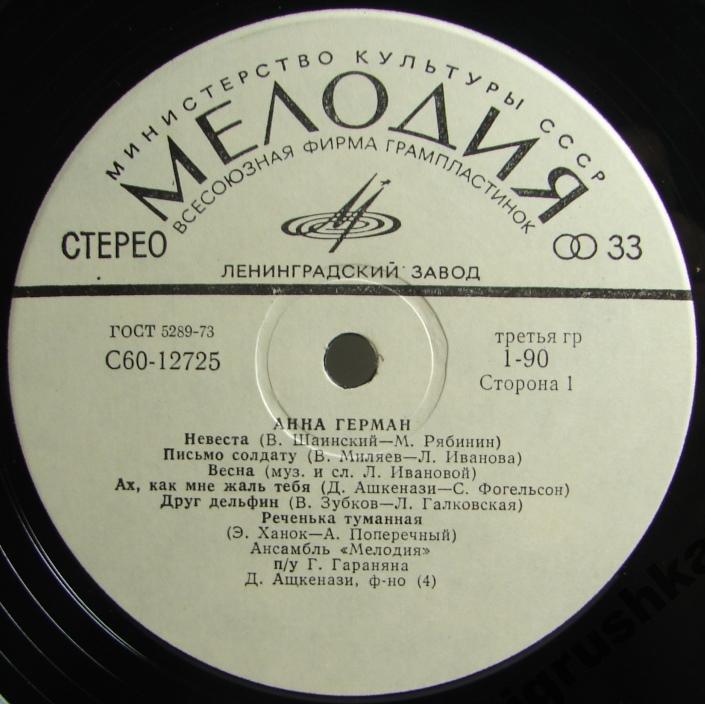 МИНИСТЕРСТВО КУЛЬТУРЫ СССР
МЕЛОДИЯ
ВСЕСОЮЗНАЯ ФИРМА ГРАМПЛАСТИНОК
СТЕРЕО
33
ЛЕНИНГРАДСКИЙ ЗАВОД
ГОСТ 5289-73
С60-12725
третья гр
1-90
Сторона 1
АННА ГЕРМАН
Невеста (В. Шаинский—М. Рябинин)
Письмо солдату (В. Миляев—Л. Иванова)
Весна (муз. и сл. Л. Ивановой)
Ах, как мне жаль тебя (Д. Ашкенази—С. Фогельсон)
Друг дельфин (В. Зубков—Л. Галковская)
Реченька туманная
(Э. Ханок—А. Поперечный)
Ансамбль «Мелодия»
п/у Г. Гараняна
Д. Ащкенази, ф-но (4)
igrushka